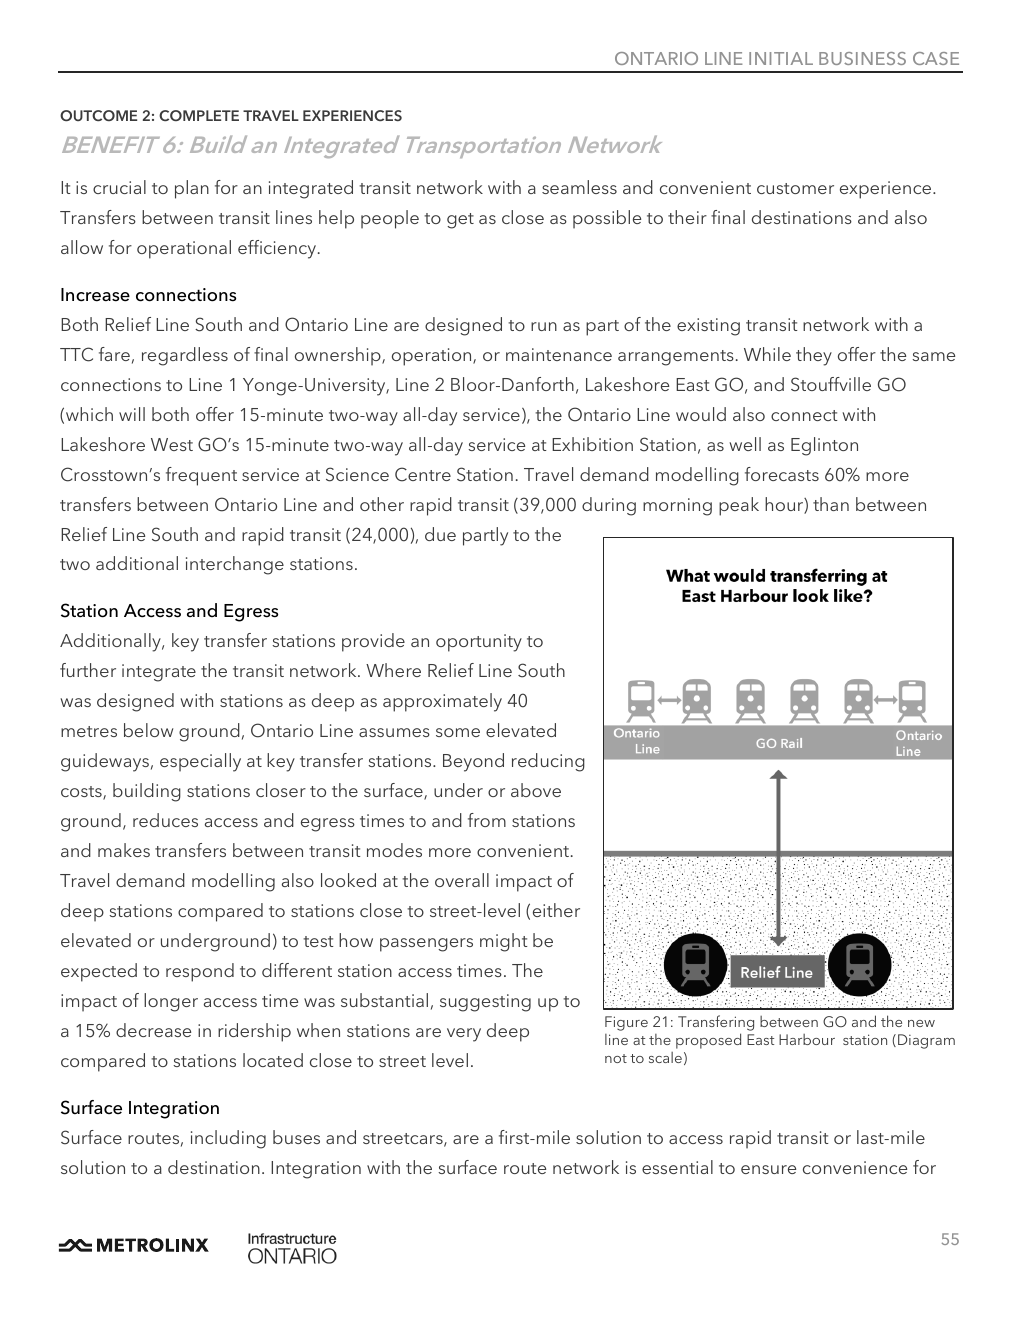 ONTARIO LINE INITIAL BUSINESS CASE
OUTCOME 2: COMPLETE TRAVEL EXPERIENCES
BENEFIT 6: Build an Integrated Transportation Network
It is crucial to plan for an integrated transit network with a seamless and convenient customer experience.
Transfers between transit lines help people to get as close as possible to their final destinations and also
allow for operational efficiency.
Increase connections
Both Relief Line South and Ontario Line are designed to run as part of the existing transit network with a
TTC fare, regardless of final ownership, operation, or maintenance arrangements. While they offer the same
connections to Line 1 Yonge-University, Line 2 Bloor-Danforth, Lakeshore East GO, and Stouffville GO
(which will both offer 15-minute two-way all-day service), the Ontario Line would also connect with
Lakeshore West GO’s 15-minute two-way all-day service at Exhibition Station, as well as Eglinton
Crosstown’s frequent service at Science Centre Station. Travel demand modelling forecasts 60% more
transfers between Ontario Line and other rapid transit (39,000 during morning peak hour) than between
Relief Line South and rapid transit (24,000), due partly to the
two additional interchange stations.
Station Access and Egress
Additionally, key transfer stations provide an oportunity to
further integrate the transit network. Where Relief Line South
was designed with stations as deep as approximately 40
metres below ground, Ontario Line assumes some elevated
guideways, especially at key transfer stations. Beyond reducing
costs, building stations closer to the surface, under or above
ground, reduces access and egress times to and from stations
and makes transfers between transit modes more convenient.
Travel demand modelling also looked at the overall impact of
deep stations compared to stations close to street-level (either
elevated or underground) to test how passengers might be
expected to respond to different station access times. The
impact of longer access time was substantial, suggesting up to
a 15% decrease in ridership when stations are very deep
compared to stations located close to street level.
What would transferring at
East Harbour look like?
Ontario
Line
GO Rail
Ontario
Line
Relief Line
Figure 21: Transfering between GO and the new
line at the proposed East Harbour station (Diagram
not to scale)
Surface Integration
Surface routes, including buses and streetcars, are a first-mile solution to access rapid transit or last-mile
solution to a destination. Integration with the surface route network is essential to ensure convenience for
METROLINX
Infrastructure
ONTARIO
55